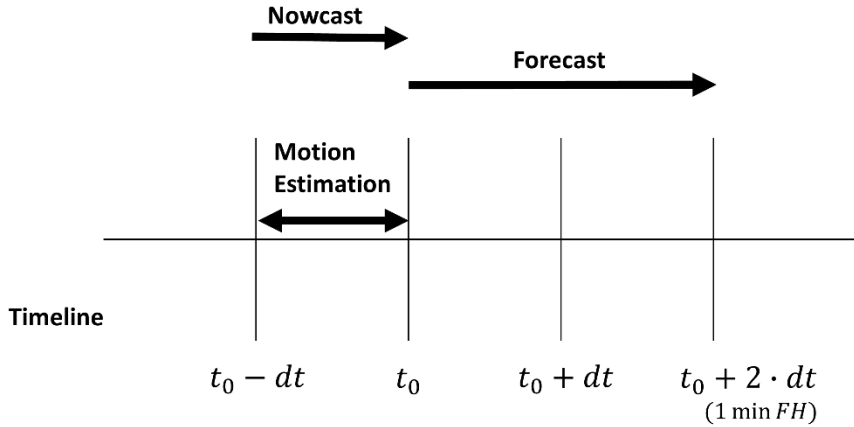 Nowcast
Forecast
Motion
Estimation
Timeline
t₀ − dt
t₀
t₀ + dt
t₀ + 2 · dt
(1 min FH)